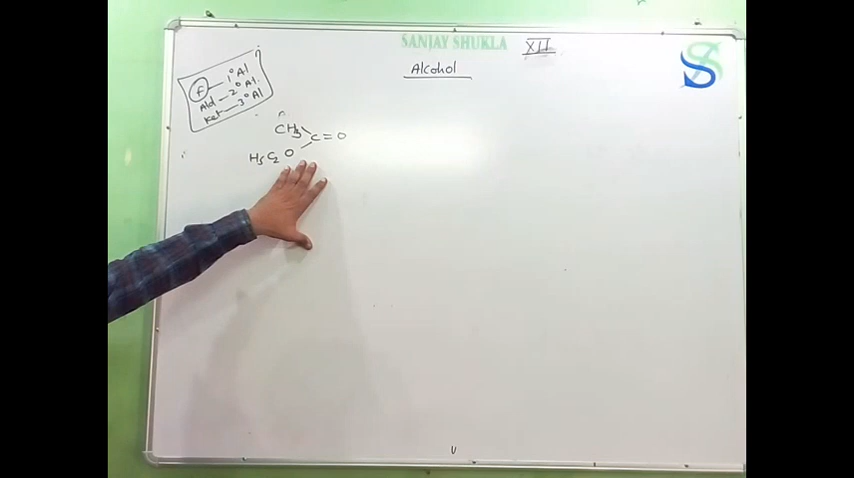 SANJAY SHUKLA
XII
Alcohol
f — 1° Al
Ald — 2° Al.
Ket — 3° Al
CH3
C = O
H5C2 O
S